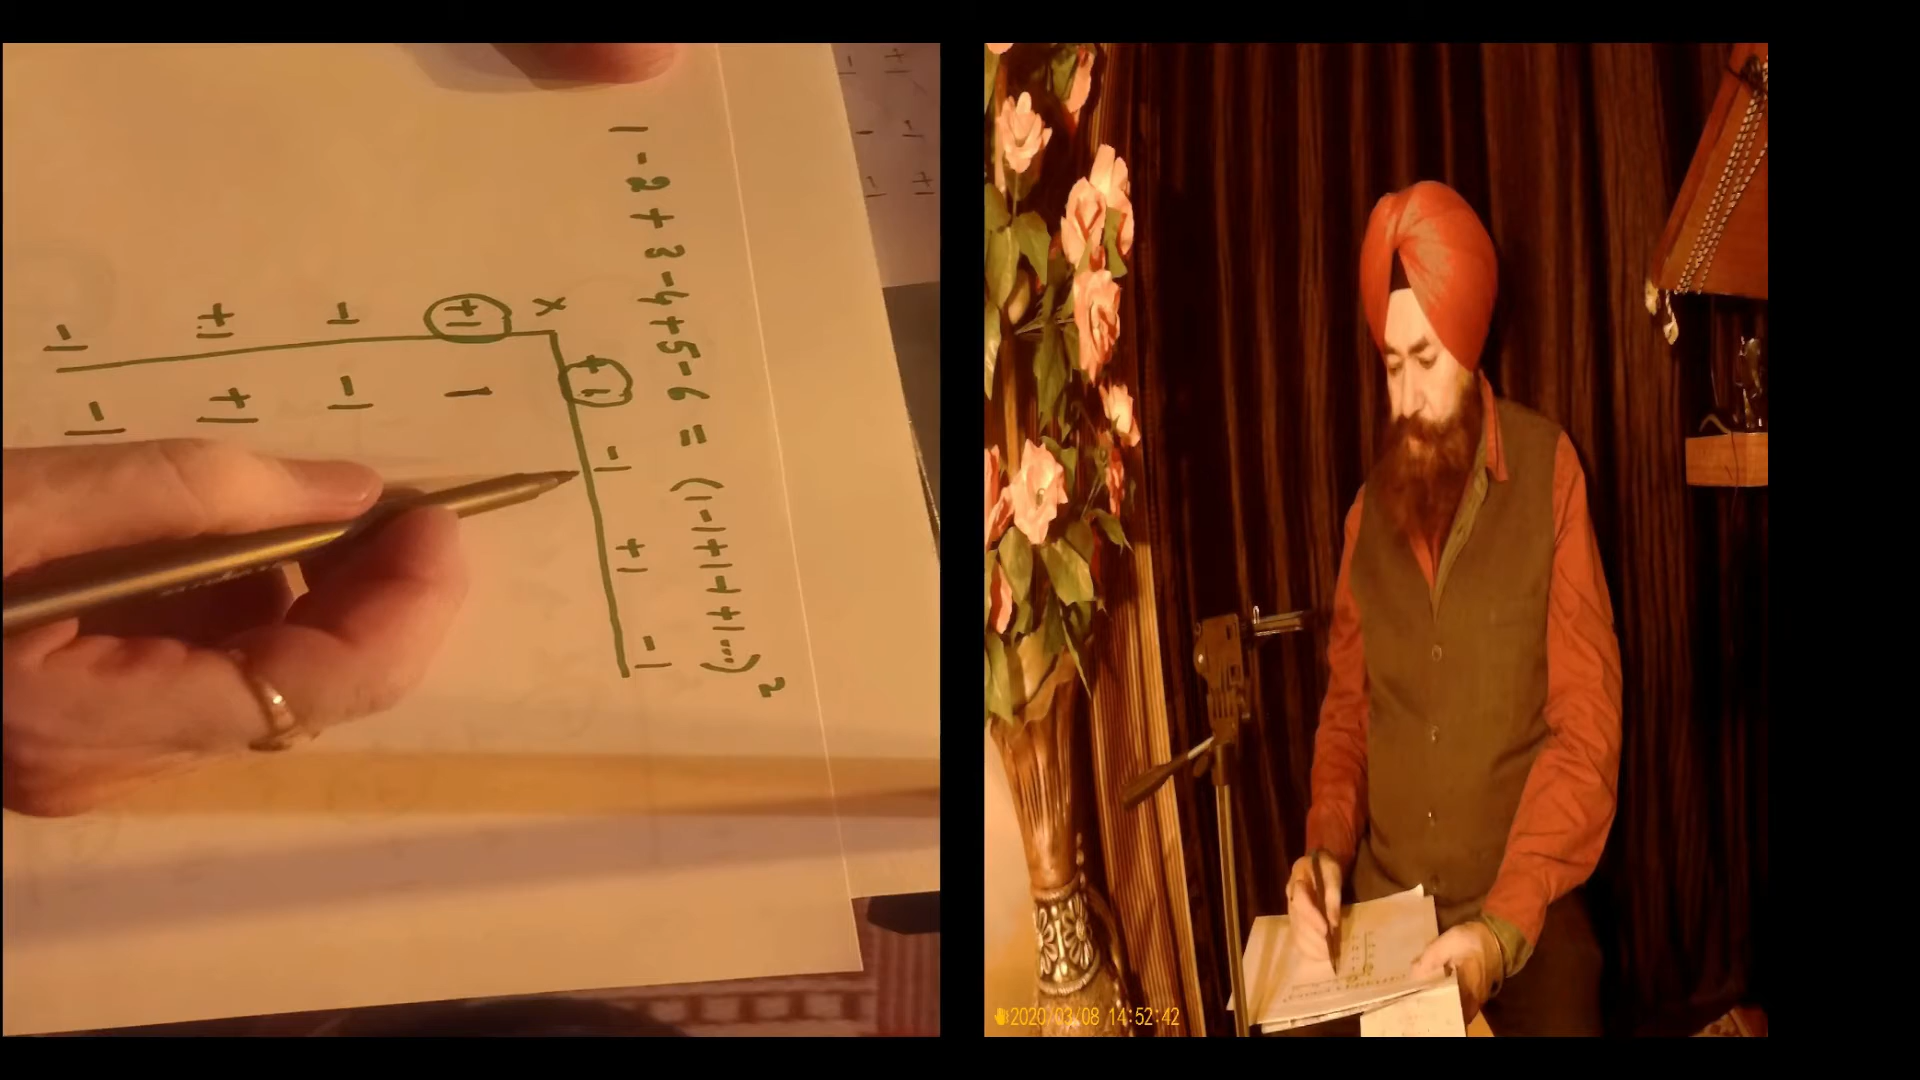 1-2+3-4+5-6 = (1-1+1-1+1...)²
x +1 -1 +1 -1
+1 1
-1 -1
+1 +1
-1 -1
2020/03/08 14:52:42